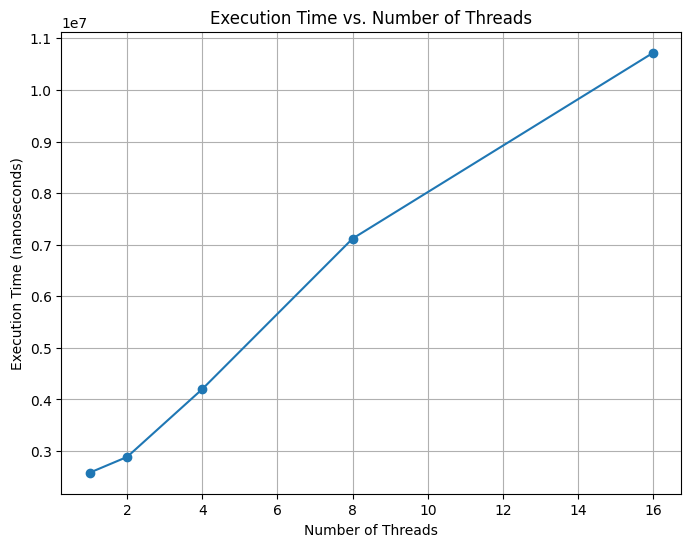 Execution Time vs. Number of Threads
1e7
1.1
1.0
0.9
0.8
0.7
0.6
0.5
0.4
0.3
Execution Time (nanoseconds)
2 4 6 8 10 12 14 16
Number of Threads